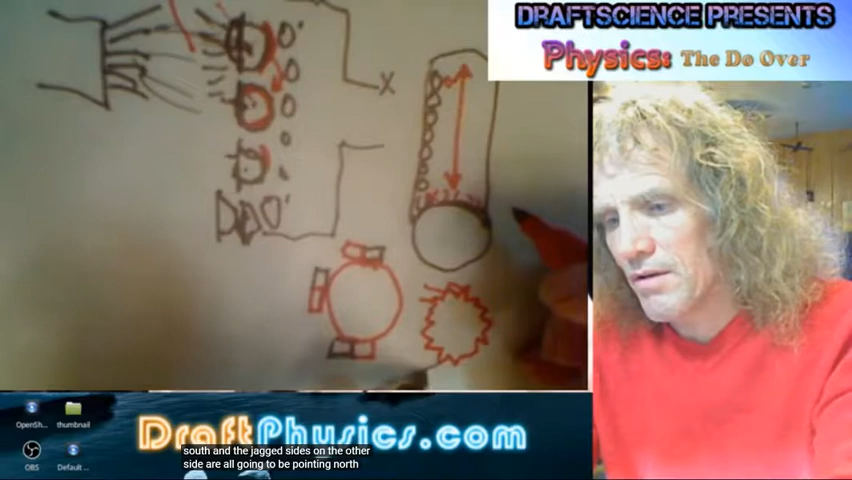 DRAFTSCIENCE PRESENTS
Physics: The Do Over
X
OpenSh...
thumbnail
OBS
Default ...
DraftPhysics.com
south and the jagged sides on the other
side are all going to be pointing north